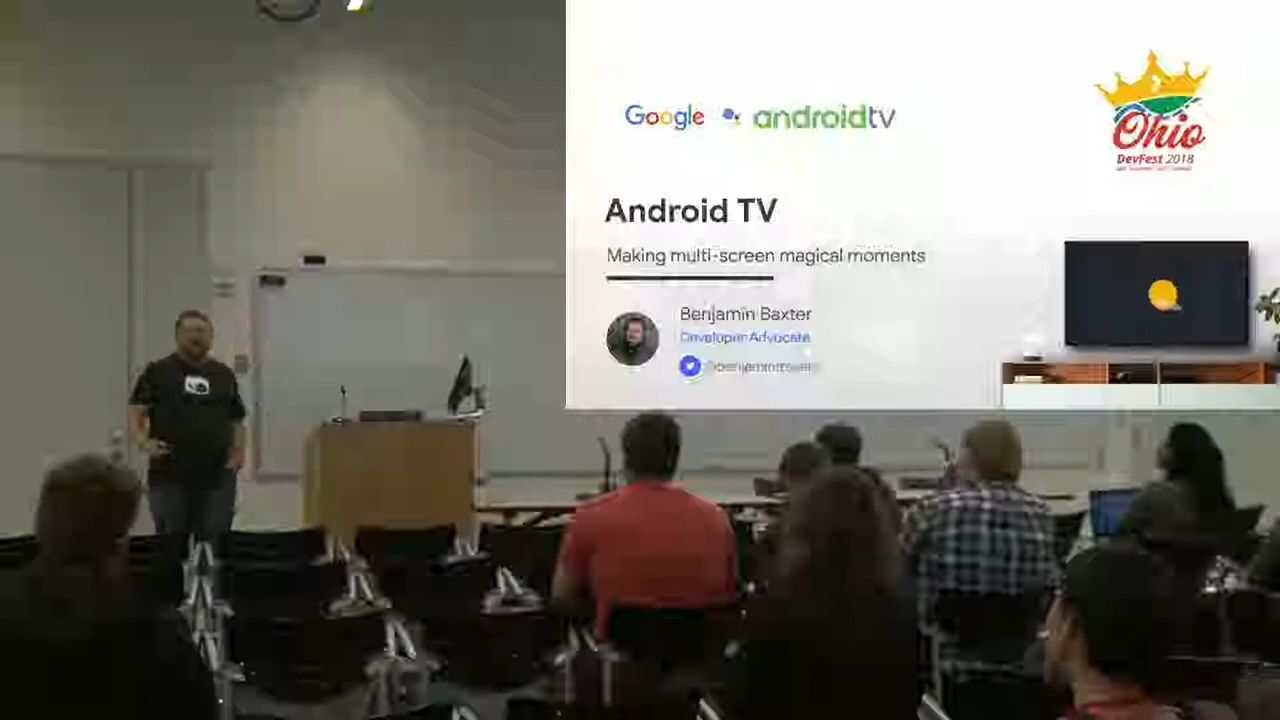 Google androidtv
Ohio
DevFest 2018
Android TV
Making multi-screen magical moments
Benjamin Baxter
Developer Advocate